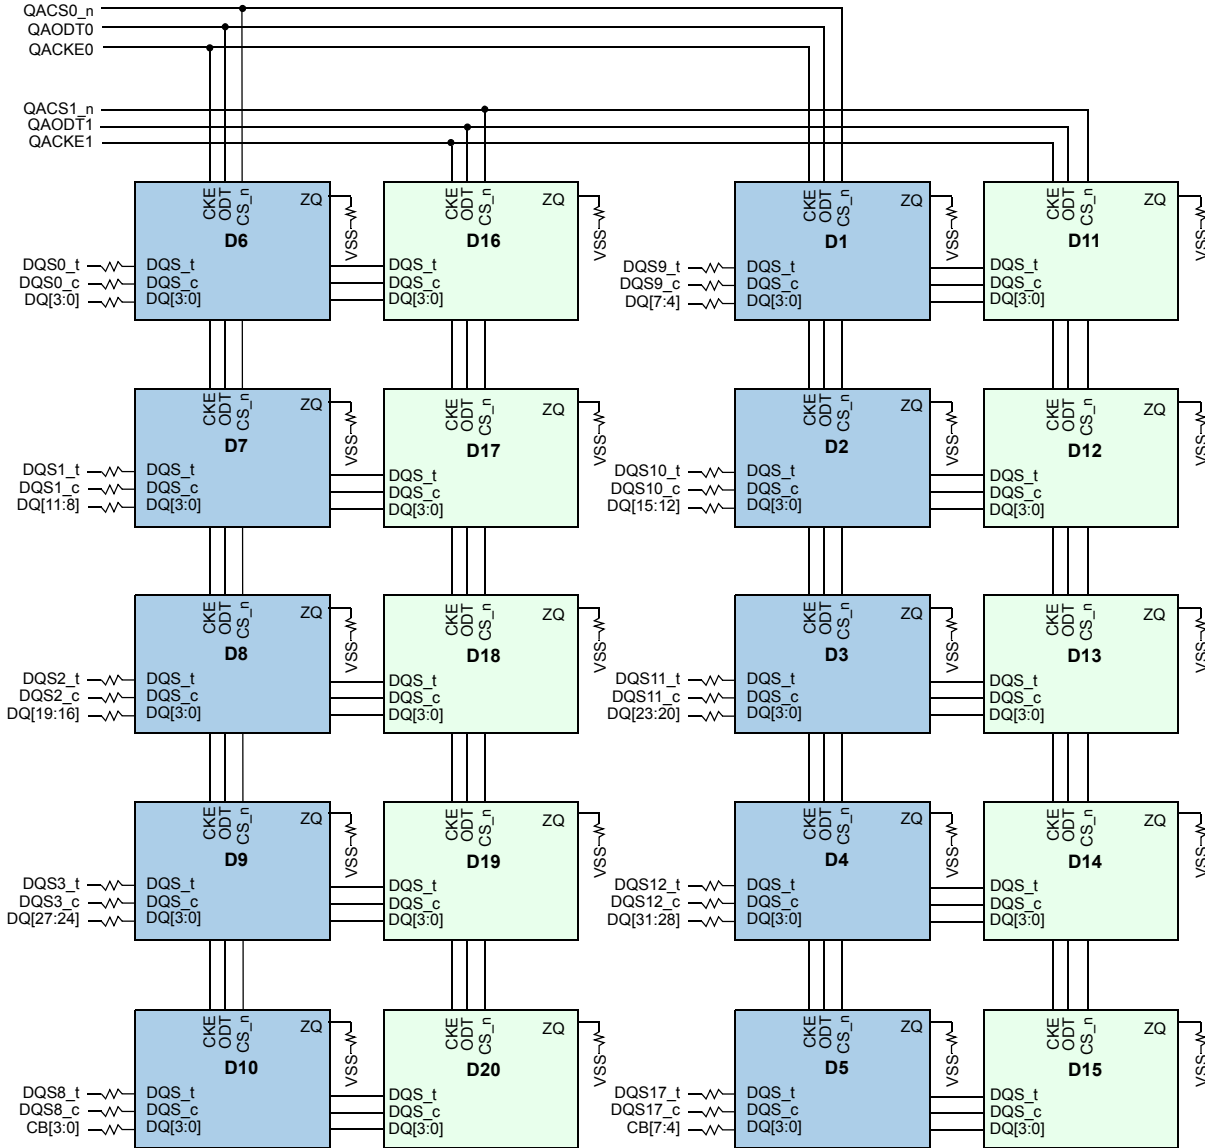 QACS0_n
QAODT0
QACKE0
QACS1_n
QAODT1
QACKE1
CKE ODT CS_n ZQ VSS D6
CKE ODT CS_n ZQ VSS D16
CKE ODT CS_n ZQ VSS D1
CKE ODT CS_n ZQ VSS D11
DQS0_t DQS_t DQS_t DQS9_t DQS_t DQS_t
DQS0_c DQS_c DQS_c DQS9_c DQS_c DQS_c
DQ[3:0] DQ[3:0] DQ[3:0] DQ[7:4] DQ[3:0] DQ[3:0]
CKE ODT CS_n ZQ VSS D7
CKE ODT CS_n ZQ VSS D17
CKE ODT CS_n ZQ VSS D2
CKE ODT CS_n ZQ VSS D12
DQS1_t DQS_t DQS_t DQS10_t DQS_t DQS_t
DQS1_c DQS_c DQS_c DQS10_c DQS_c DQS_c
DQ[11:8] DQ[3:0] DQ[3:0] DQ[15:12] DQ[3:0] DQ[3:0]
CKE ODT CS_n ZQ VSS D8
CKE ODT CS_n ZQ VSS D18
CKE ODT CS_n ZQ VSS D3
CKE ODT CS_n ZQ VSS D13
DQS2_t DQS_t DQS_t DQS11_t DQS_t DQS_t
DQS2_c DQS_c DQS_c DQS11_c DQS_c DQS_c
DQ[19:16] DQ[3:0] DQ[3:0] DQ[23:20] DQ[3:0] DQ[3:0]
CKE ODT CS_n ZQ VSS D9
CKE ODT CS_n ZQ VSS D19
CKE ODT CS_n ZQ VSS D4
CKE ODT CS_n ZQ VSS D14
DQS3_t DQS_t DQS_t DQS12_t DQS_t DQS_t
DQS3_c DQS_c DQS_c DQS12_c DQS_c DQS_c
DQ[27:24] DQ[3:0] DQ[3:0] DQ[31:28] DQ[3:0] DQ[3:0]
CKE ODT CS_n ZQ VSS D10
CKE ODT CS_n ZQ VSS D20
CKE ODT CS_n ZQ VSS D5
CKE ODT CS_n ZQ VSS D15
DQS8_t DQS_t DQS_t DQS17_t DQS_t DQS_t
DQS8_c DQS_c DQS_c DQS17_c DQS_c DQS_c
CB[3:0] DQ[3:0] DQ[3:0] CB[7:4] DQ[3:0] DQ[3:0]